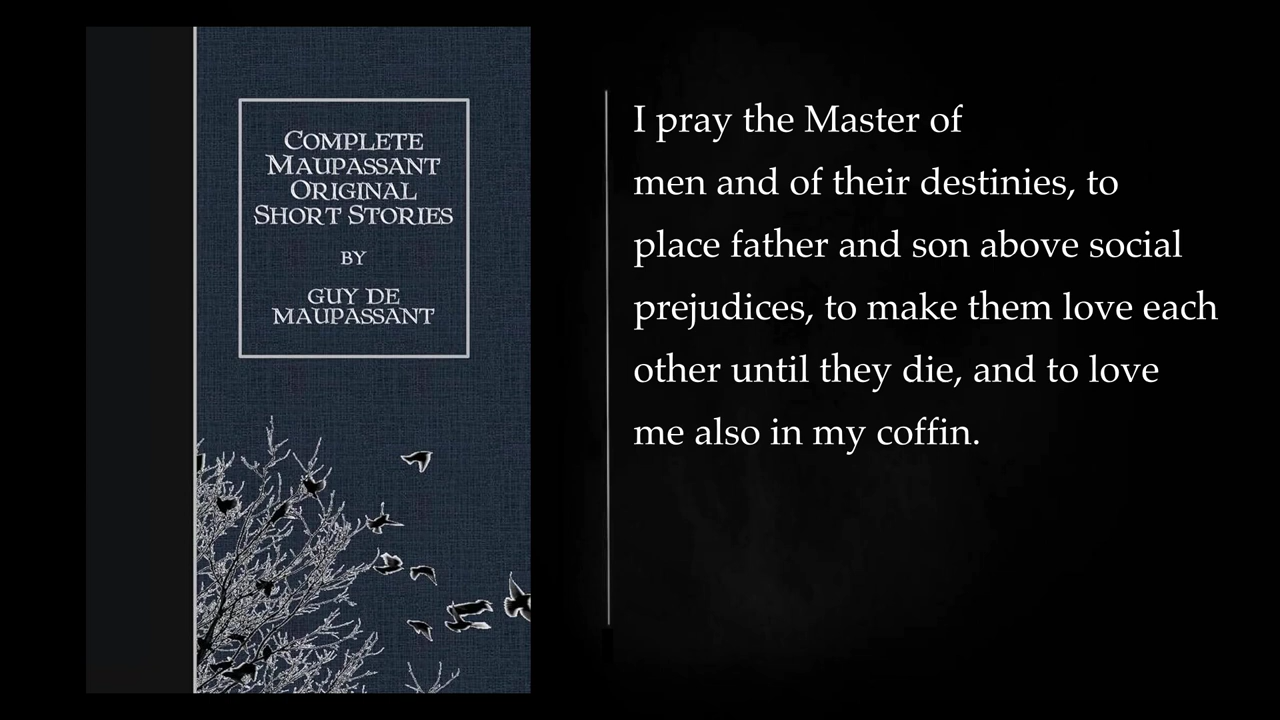 COMPLETE
MAUPASSANT
ORIGINAL
SHORT STORIES
BY
GUY DE
MAUPASSANT
I pray the Master of
men and of their destinies, to
place father and son above social
prejudices, to make them love each
other until they die, and to love
me also in my coffin.